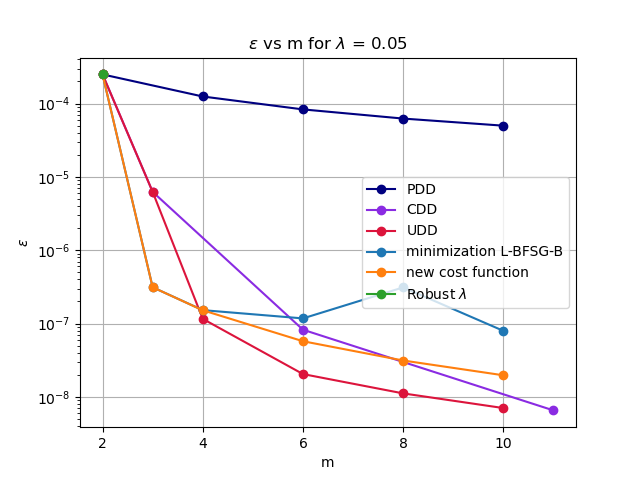 ε vs m for λ = 0.05
10⁻⁴
10⁻⁵
10⁻⁶
10⁻⁷
10⁻⁸
ε
PDD
CDD
UDD
minimization L-BFSG-B
new cost function
Robust λ
2 4 6 8 10
m